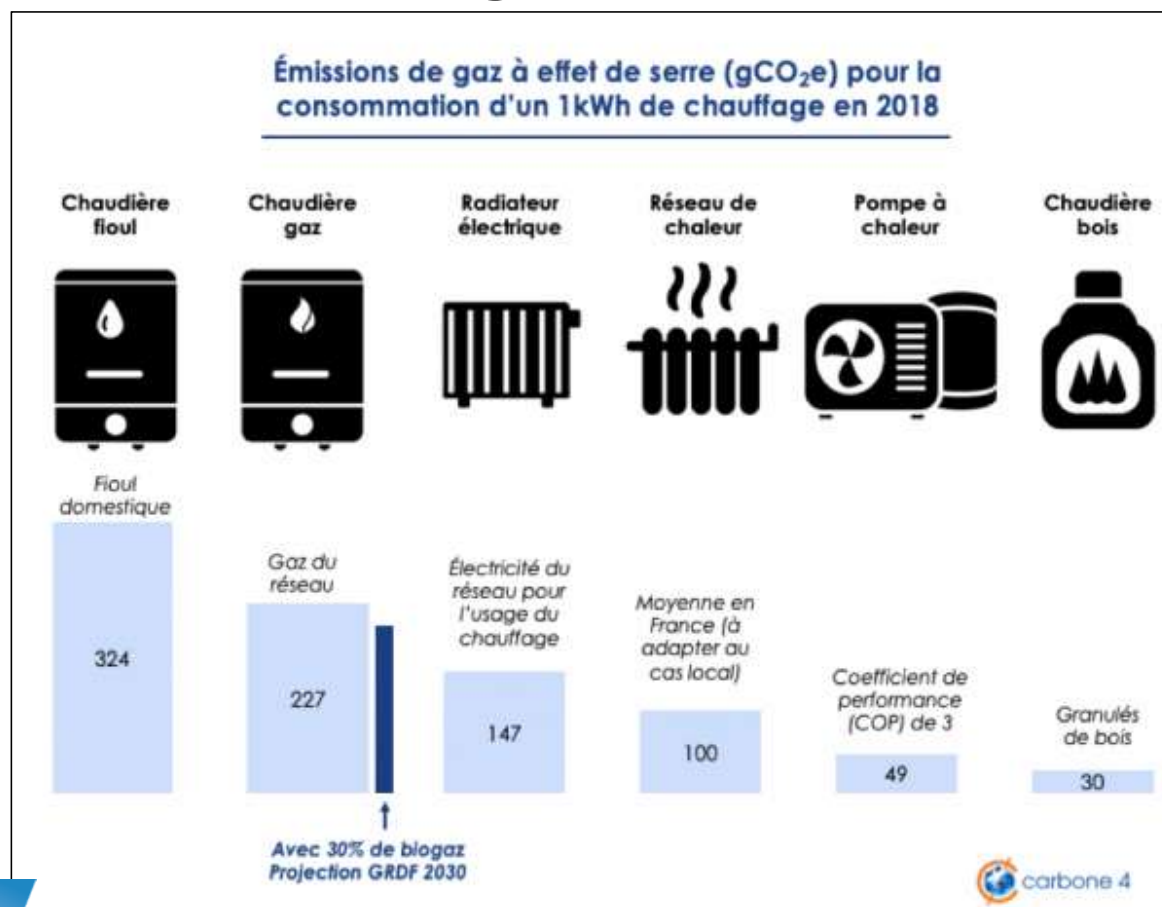 Émissions de gaz à effet de serre (gCO₂e) pour la
consommation d'un 1kWh de chauffage en 2018
Chaudière
fioul
Chaudière
gaz
Radiateur
électrique
Réseau de
chaleur
Pompe à
chaleur
Chaudière
bois
Fioul
domestique
324
Gaz du
réseau
227
Avec 30% de biogaz
Projection GRDF 2030
Électricité du
réseau pour
l'usage du
chauffage
147
Moyenne en
France (à
adapter au
cas local)
100
Coefficient de
performance
(COP) de 3
49
Granulés
de bois
30
carbone 4